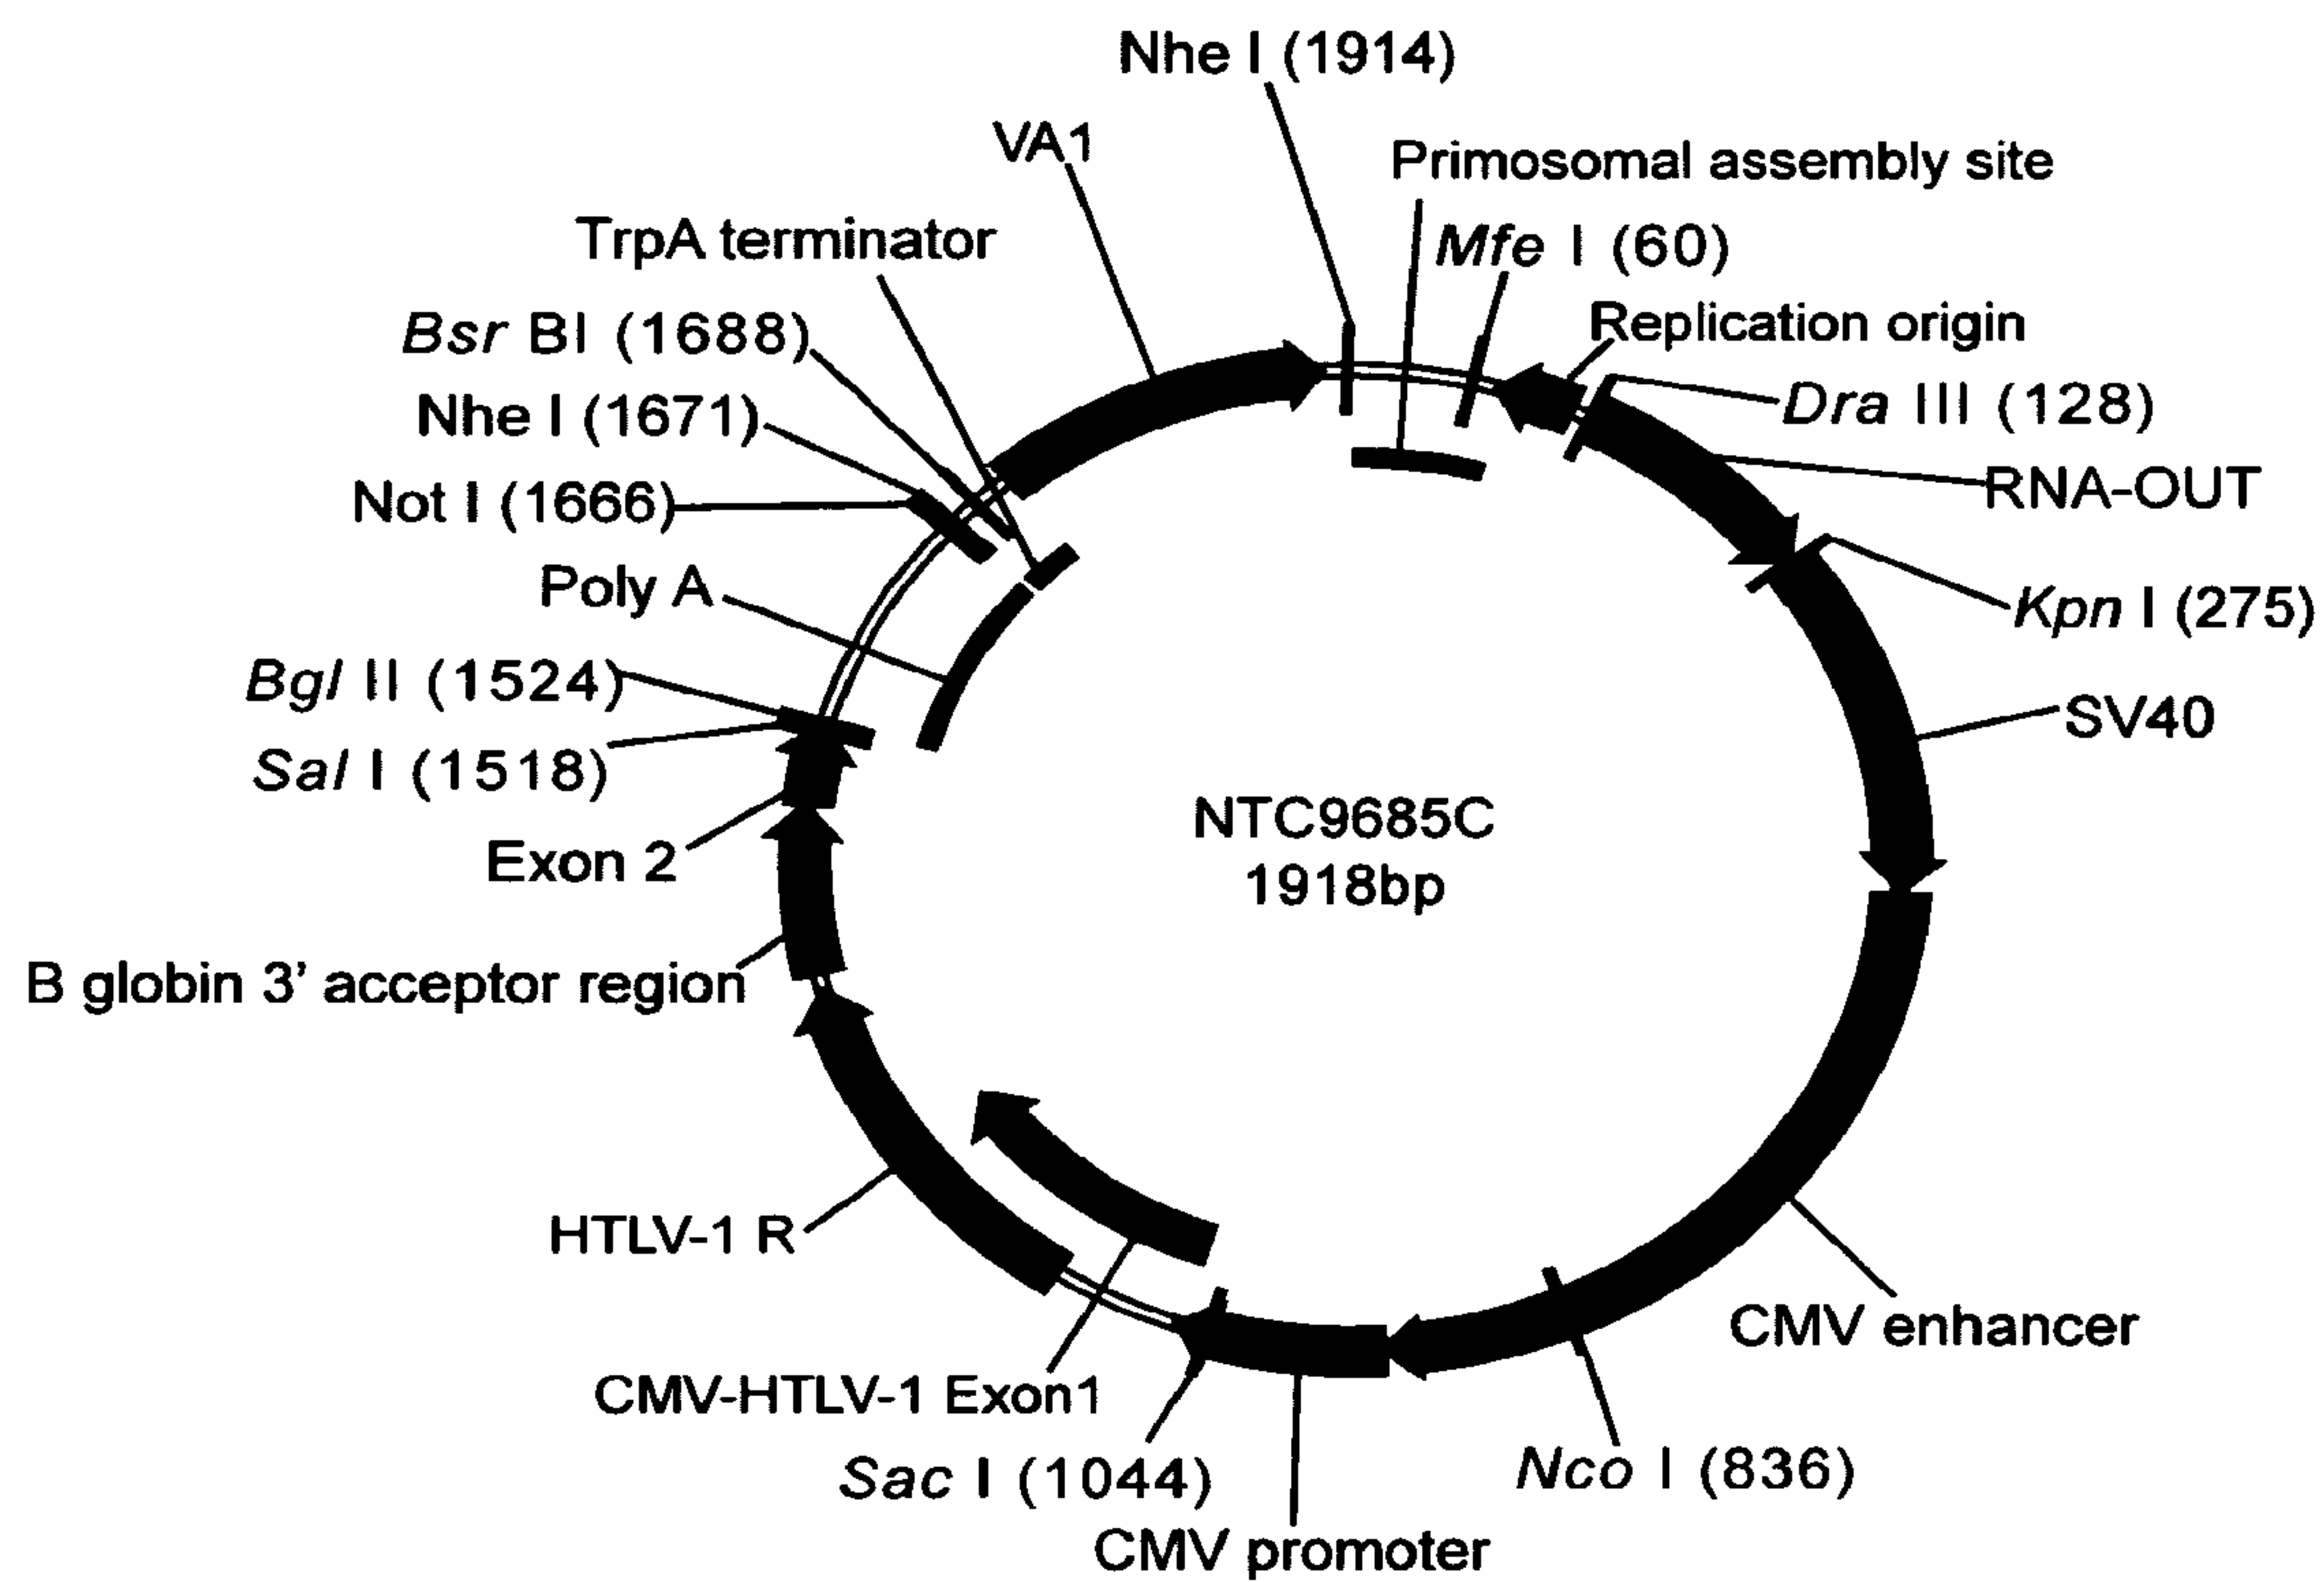 Nhe I (1914)
VA1
Primosomal assembly site
TrpA terminator
Mfe I (60)
Bsr BI (1688)
Replication origin
Nhe I (1671)
Dra III (128)
Not I (1666)
RNA-OUT
Poly A
Kpn I (275)
Bgl II (1524)
SV40
Sal I (1518)
NTC9685C
1918bp
Exon 2
B globin 3’ acceptor region
HTLV-1 R
CMV enhancer
CMV-HTLV-1 Exon1
Sac I (1044)
Nco I (836)
CMV promoter